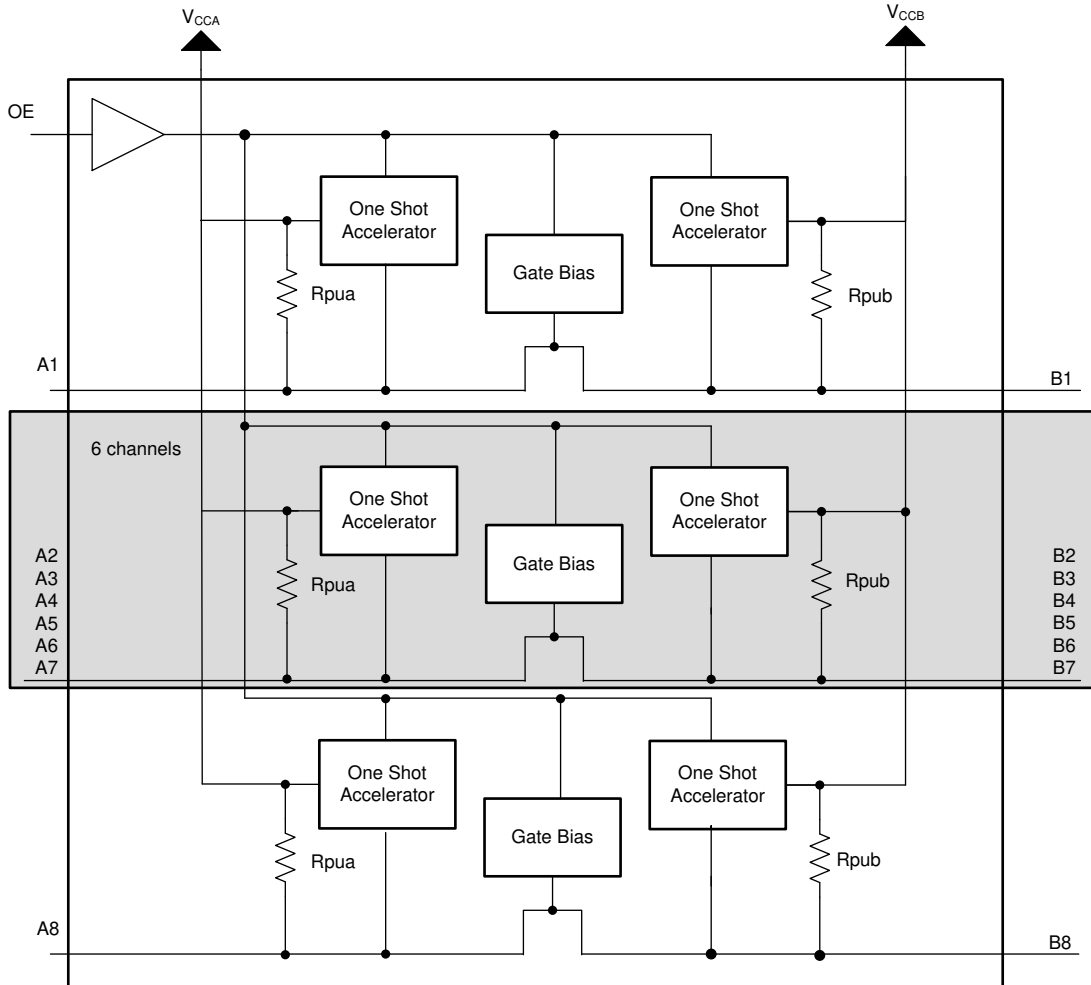 VCCA
VCCB
OE
One Shot
Accelerator
One Shot
Accelerator
Gate Bias
Rpua
Rpub
A1
B1
6 channels
One Shot
Accelerator
One Shot
Accelerator
Gate Bias
Rpua
Rpub
A2
A3
A4
A5
A6
A7
B2
B3
B4
B5
B6
B7
One Shot
Accelerator
One Shot
Accelerator
Gate Bias
Rpua
Rpub
A8
B8